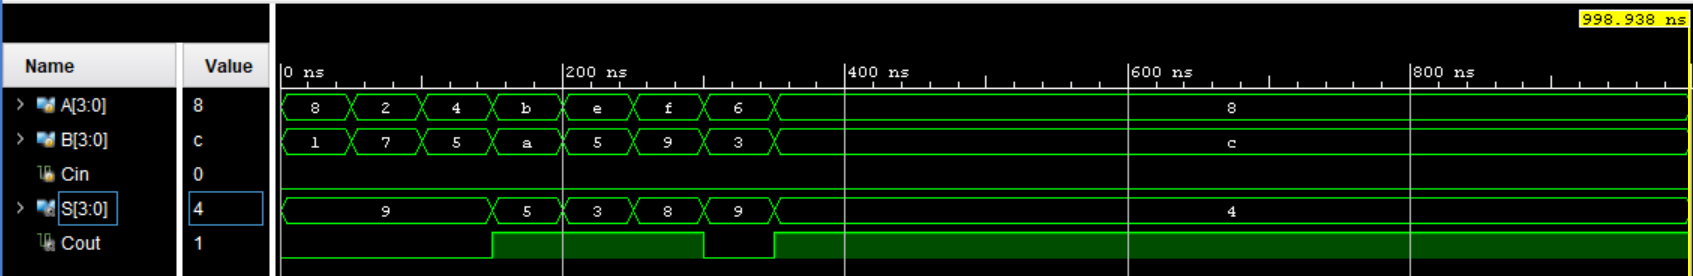 998.938 ns
Name Value
0 ns 200 ns 400 ns 600 ns 800 ns
A[3:0] 8 8 2 4 b e f 6 8
B[3:0] c 1 7 5 a 5 9 3 c
Cin 0
S[3:0] 4 9 5 3 8 9 4
Cout 1